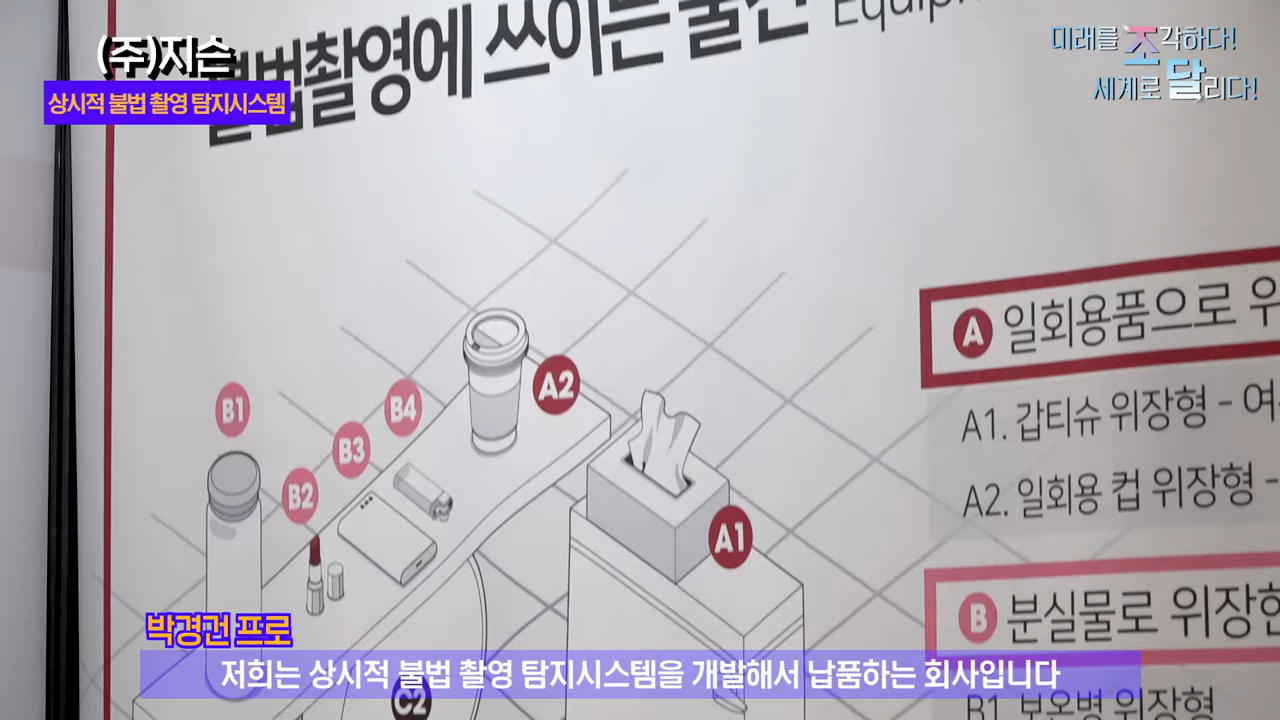 (주)지슨
상시적 불법 촬영 탐지시스템
미래를 조각하다!
세계로 달리다!
불법촬영에 쓰이는 물건
A 일회용품으로
A1. 갑티슈 위장형 -
A2. 일회용 컵 위장형 -
B 분실물로 위장한
B1. 보온병 위장형
B1
B2
B3
B4
A2
A1
C2
박경건 프로
저희는 상시적 불법 촬영 탐지시스템을 개발해서 납품하는 회사입니다